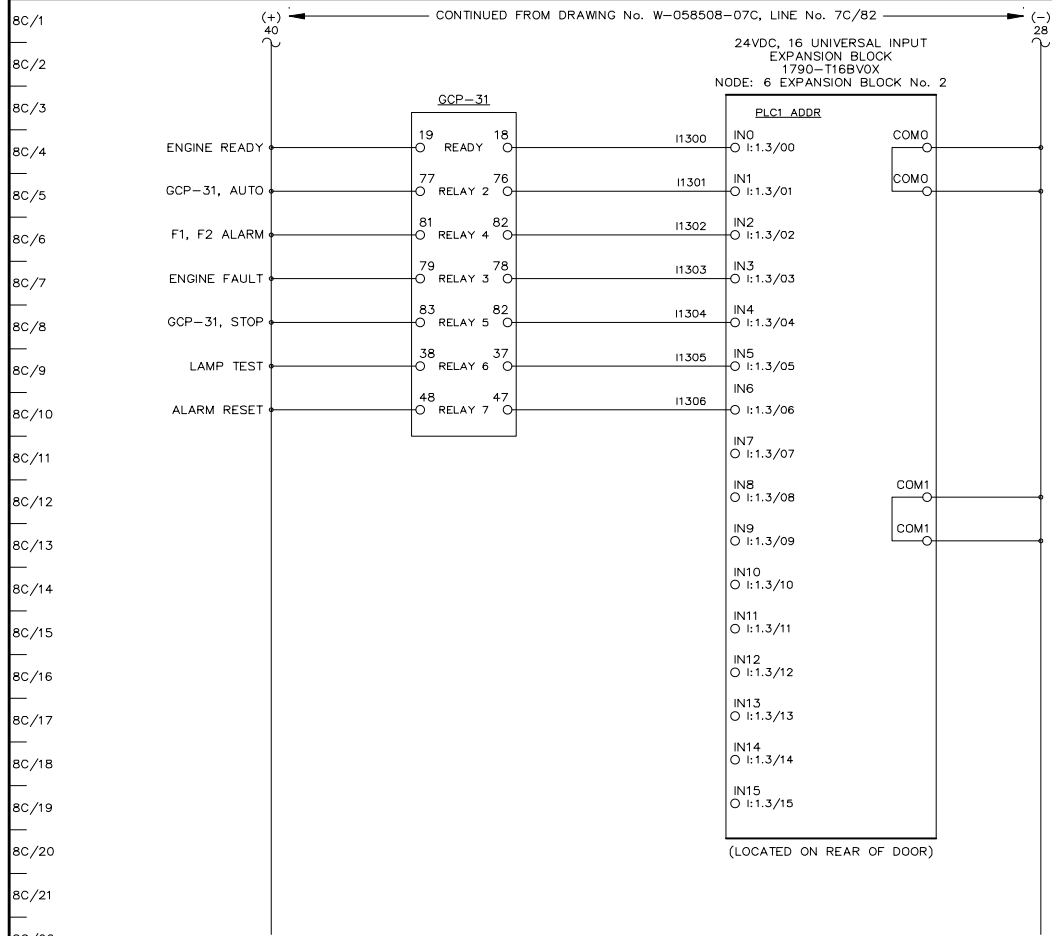 8C/1
(+) CONTINUED FROM DRAWING No. W-058508-07C, LINE No. 7C/82 (-)
40 28
24VDC, 16 UNIVERSAL INPUT
8C/2 EXPANSION BLOCK
1790-T16BV0X
NODE: 6 EXPANSION BLOCK No. 2
8C/3 GCP-31
PLC1 ADDR
19 18 IN0 COM0
8C/4 ENGINE READY READY I1300 I:1.3/00
77 76 IN1 COM0
8C/5 GCP-31, AUTO RELAY 2 I1301 I:1.3/01
81 82 IN2
8C/6 F1, F2 ALARM RELAY 4 I1302 I:1.3/02
79 78 IN3
8C/7 ENGINE FAULT RELAY 3 I1303 I:1.3/03
83 82 IN4
8C/8 GCP-31, STOP RELAY 5 I1304 I:1.3/04
38 37 IN5
8C/9 LAMP TEST RELAY 6 I1305 I:1.3/05
48 47 IN6
8C/10 ALARM RESET RELAY 7 I1306 I:1.3/06
IN7
8C/11 I:1.3/07
IN8 COM1
8C/12 I:1.3/08
IN9 COM1
8C/13 I:1.3/09
IN10
8C/14 I:1.3/10
IN11
8C/15 I:1.3/11
IN12
8C/16 I:1.3/12
IN13
8C/17 I:1.3/13
IN14
8C/18 I:1.3/14
IN15
8C/19 I:1.3/15
8C/20 (LOCATED ON REAR OF DOOR)
8C/21